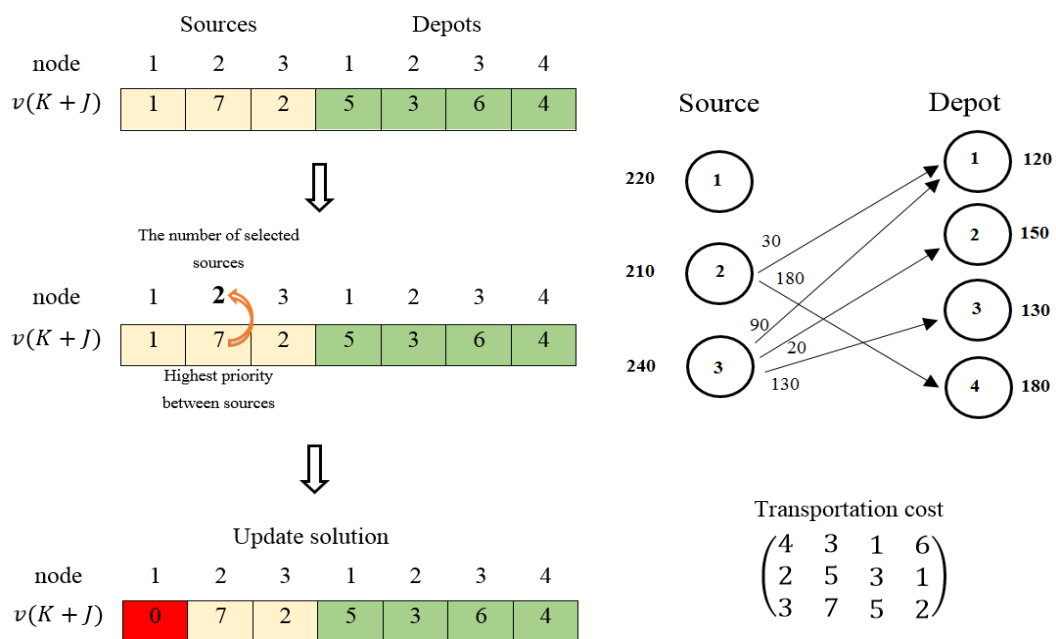 Sources Depots
node 1 2 3 1 2 3 4
v(K + J) 1 7 2 5 3 6 4
The number of selected
sources
node 1 2 3 1 2 3 4
v(K + J) 1 7 2 5 3 6 4
Highest priority
between sources
Update solution
node 1 2 3 1 2 3 4
v(K + J) 0 7 2 5 3 6 4
Source Depot
1 120
220 1
2 150
30
210 2
180
3 130
90
20
240 3
130
4 180
Transportation cost
4 3 1 6
2 5 3 1
3 7 5 2